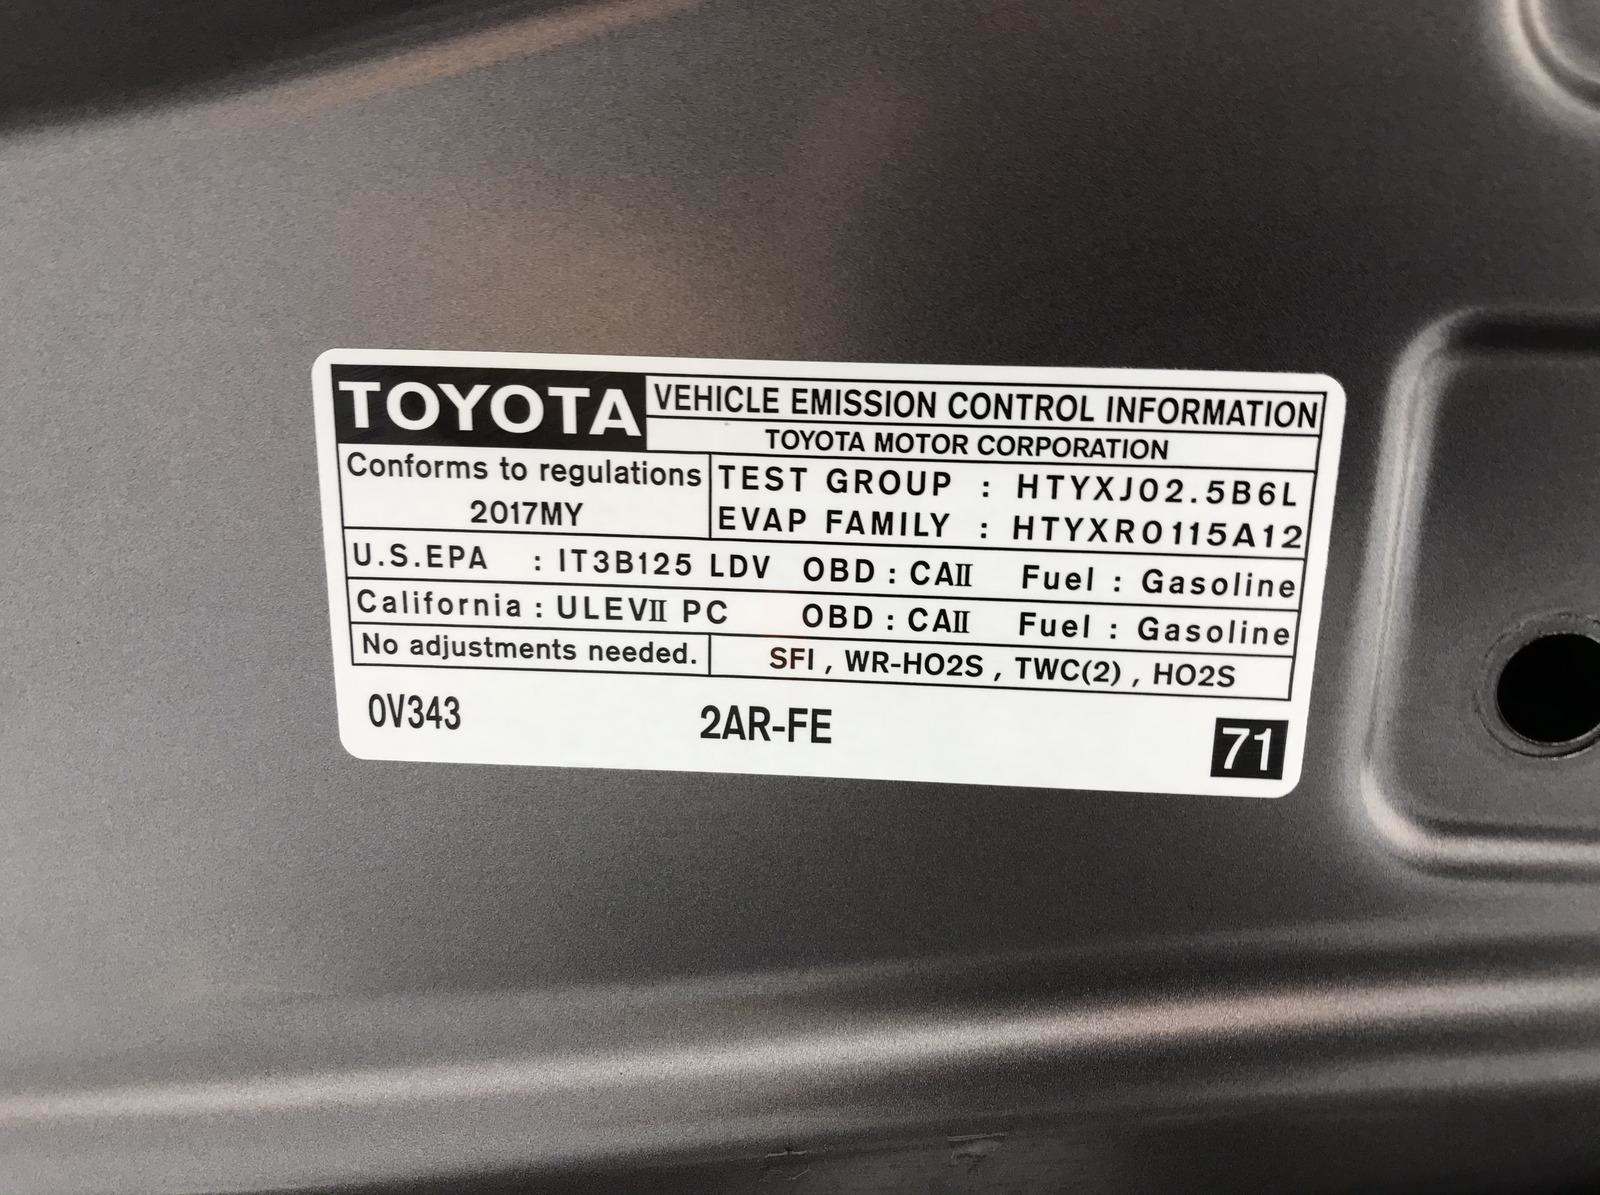 TOYOTA VEHICLE EMISSION CONTROL INFORMATION
TOYOTA MOTOR CORPORATION
Conforms to regulations
2017MY
TEST GROUP : HTYXJ02.5B6L
EVAP FAMILY : HTYXR0115A12
U.S.EPA : IT3B125 LDV OBD : CAII Fuel : Gasoline
California : ULEVII PC OBD : CAII Fuel : Gasoline
No adjustments needed. SFI , WR-HO2S , TWC(2) , HO2S
0V343 2AR-FE 71